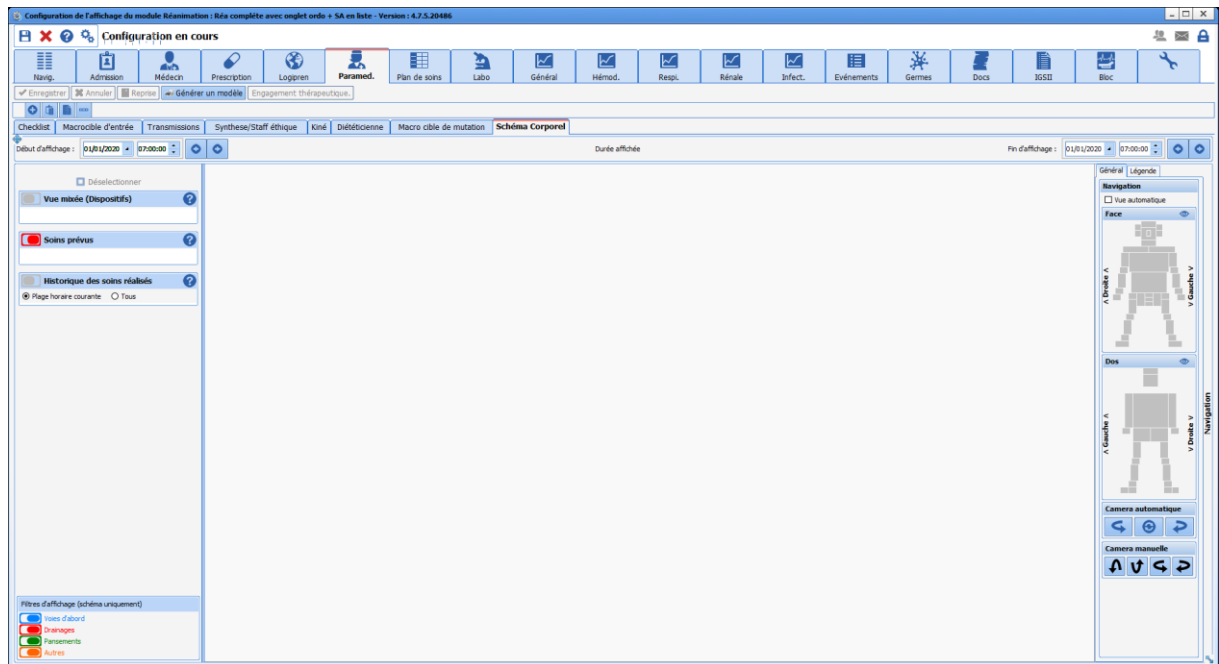 Configuration de l'affichage du module Réanimation : Réa complète avec onglet ordo + SA en liste - Version : 4.7.5.20486
Configuration en cours
Navig. Admission Médecin Prescription Logipren Paramed. Plan de soins Labo Général Hémod. Respi. Rénale Infect. Evénements Germes Docs IGSII Bloc
Enregistrer Annuler Reprise Générer un modèle Engagement thérapeutique.
Checklist Macrocible d'entrée Transmissions Synthese/Staff éthique Kiné Diététicienne Macro cible de mutation Schéma Corporel
Début d'affichage : 01/01/2020 07:00:00 Durée affichée Fin d'affichage : 01/01/2020 07:00:00
Désélectionner
Vue mixée (Dispositifs)
Soins prévus
Historique des soins réalisés
Plage horaire courante Tous
Filtres d'affichage (schéma uniquement)
Voies d'abord
Drainages
Pansements
Autres
Général Légende
Navigation
Vue automatique
Face
< Droite <
> Gauche >
Dos
< Gauche <
> Droite >
Camera automatique
Camera manuelle
Navigation